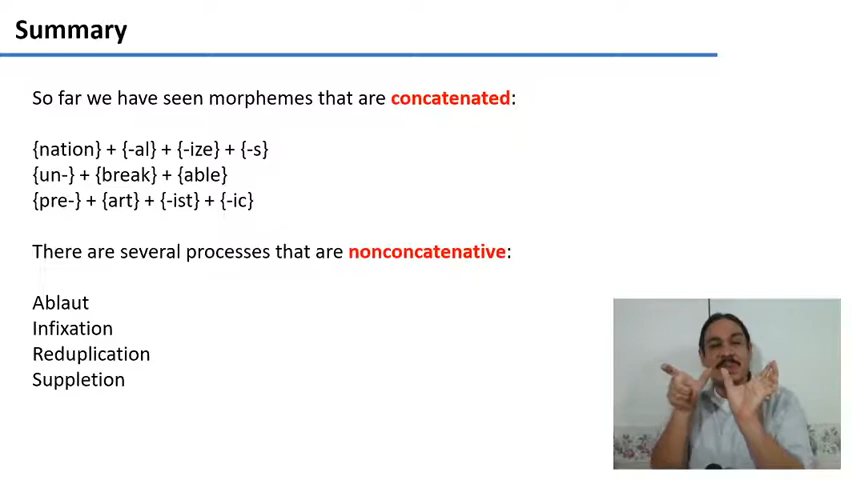 Summary
So far we have seen morphemes that are concatenated:
{nation} + {-al} + {-ize} + {-s}
{un-} + {break} + {able}
{pre-} + {art} + {-ist} + {-ic}
There are several processes that are nonconcatenative:
Ablaut
Infixation
Reduplication
Suppletion